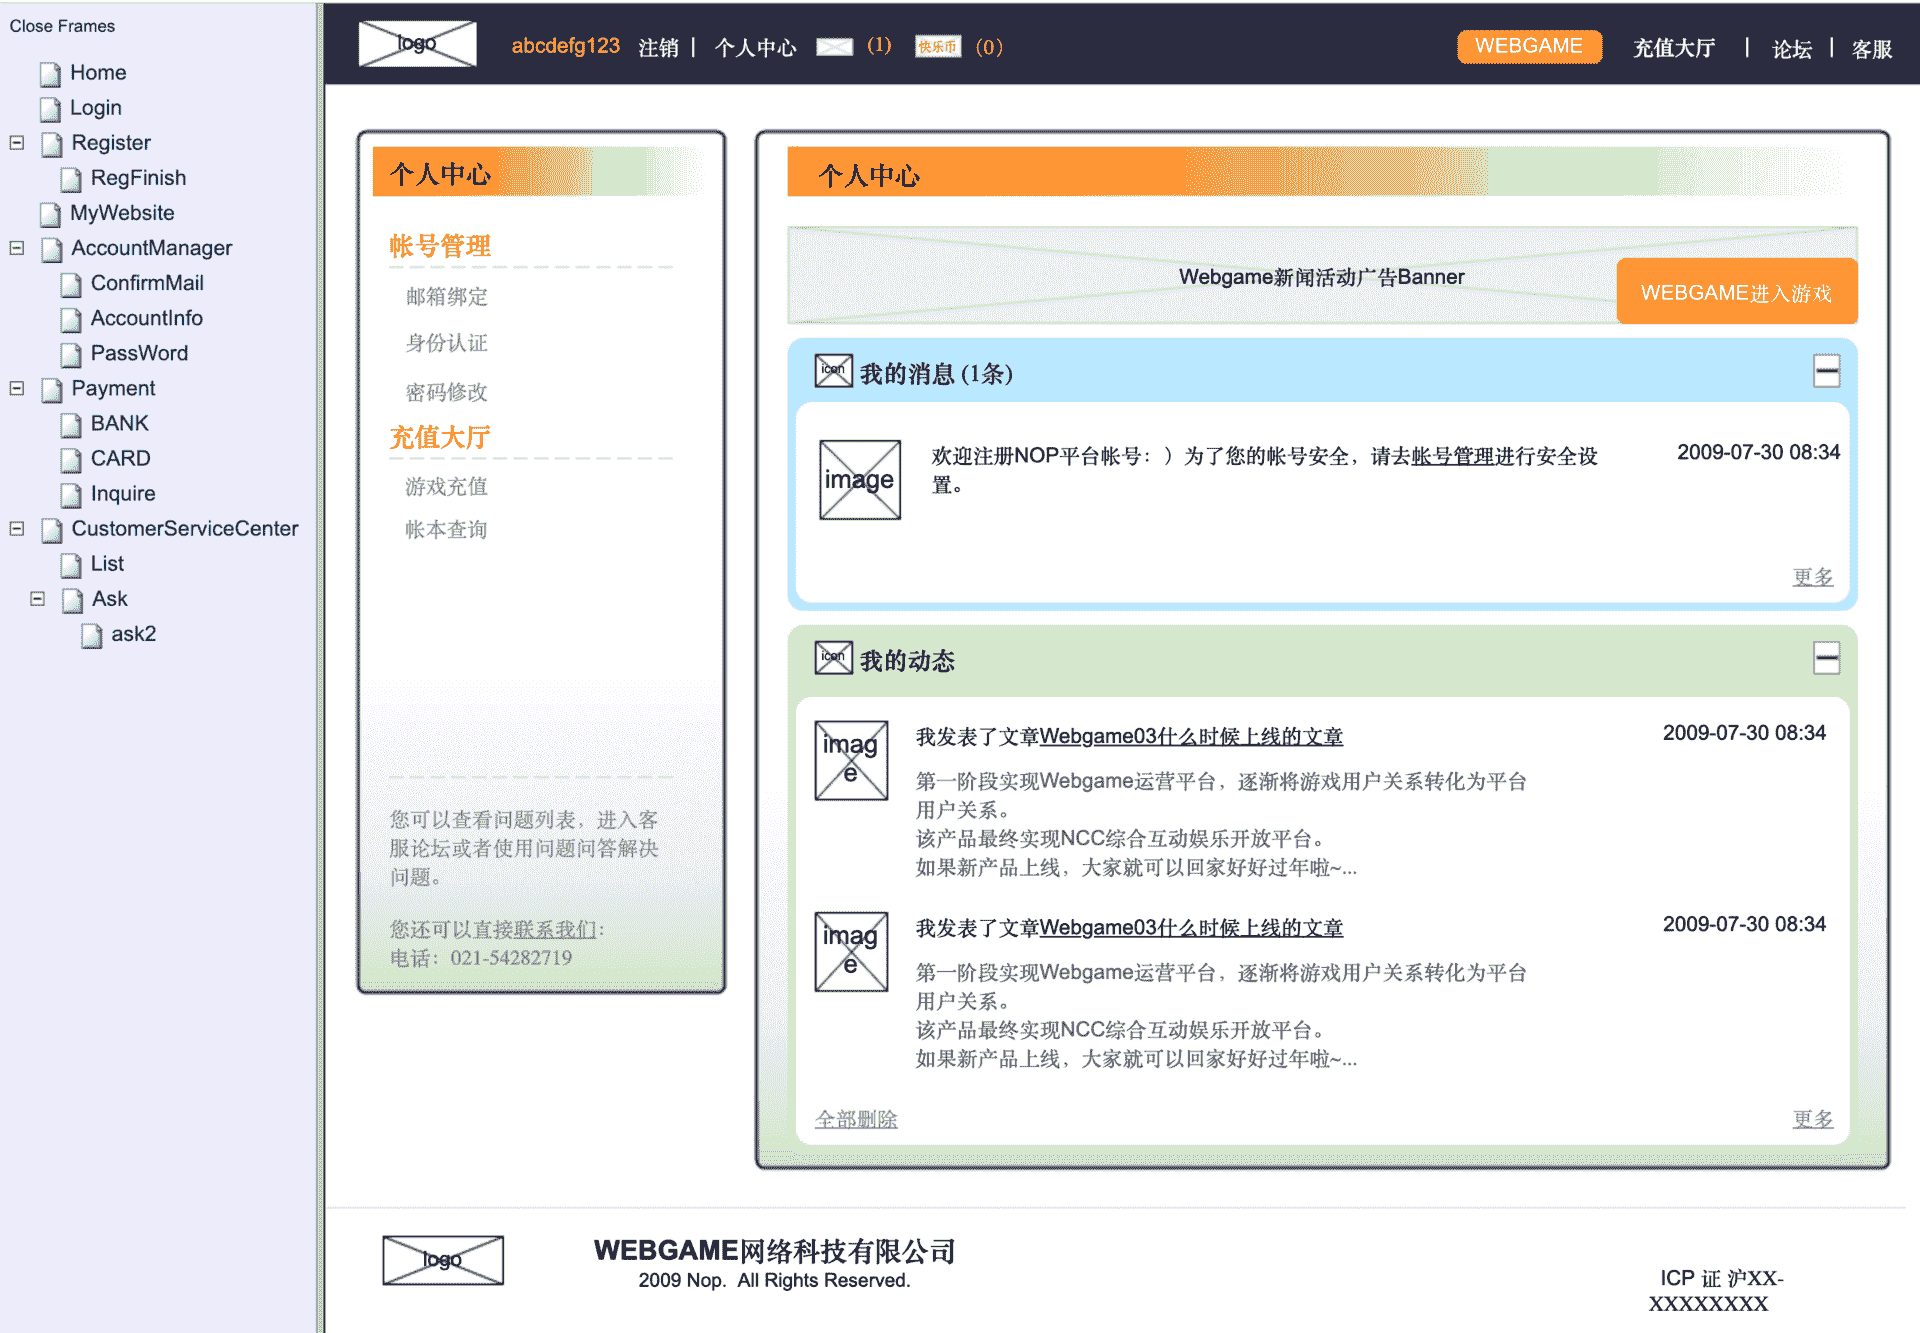 Close Frames
Home
Login
Register
RegFinish
MyWebsite
AccountManager
ConfirmMail
AccountInfo
PassWord
Payment
BANK
CARD
Inquire
CustomerServiceCenter
List
Ask
ask2
logo abcdefg123 注销 | 个人中心 (1) 快乐币 (0) WEBGAME 充值大厅 | 论坛 | 客服
个人中心
帐号管理
邮箱绑定
身份认证
密码修改
充值大厅
游戏充值
帐本查询
您可以查看问题列表，进入客
服论坛或者使用问题问答解决
问题。
您还可以直接联系我们：
电话：021-54282719
个人中心
Webgame新闻活动广告Banner
WEBGAME进入游戏
icon 我的消息 (1条)
image
欢迎注册NOP平台帐号：）为了您的帐号安全，请去帐号管理进行安全设 2009-07-30 08:34
置。
更多
icon 我的动态
imag
e
我发表了文章Webgame03什么时候上线的文章 2009-07-30 08:34
第一阶段实现Webgame运营平台，逐渐将游戏用户关系转化为平台
用户关系。
该产品最终实现NCC综合互动娱乐开放平台。
如果新产品上线，大家就可以回家好好过年啦~...
imag
e
我发表了文章Webgame03什么时候上线的文章 2009-07-30 08:34
第一阶段实现Webgame运营平台，逐渐将游戏用户关系转化为平台
用户关系。
该产品最终实现NCC综合互动娱乐开放平台。
如果新产品上线，大家就可以回家好好过年啦~...
全部删除 更多
logo
WEBGAME网络科技有限公司
2009 Nop. All Rights Reserved.
ICP 证 沪XX-
XXXXXXXX